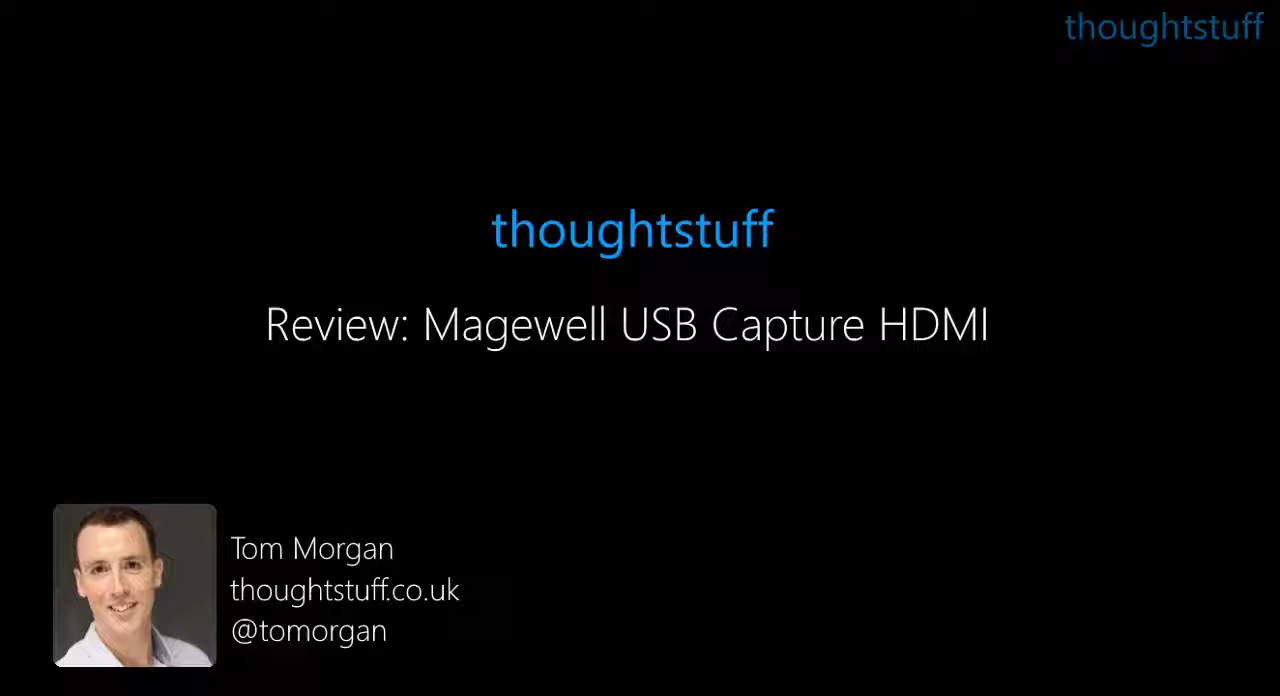 thoughtstuff
thoughtstuff
Review: Magewell USB Capture HDMI
Tom Morgan
thoughtstuff.co.uk
@tomorgan